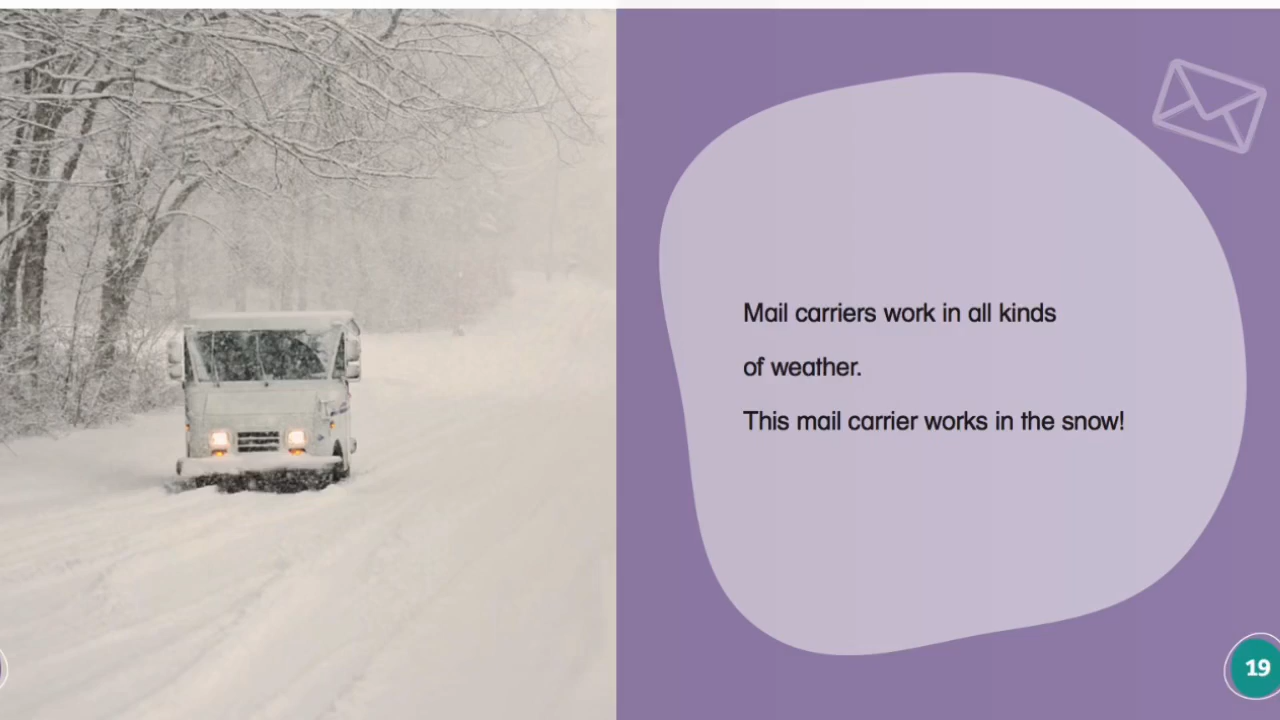 Mail carriers work in all kinds
of weather.
This mail carrier works in the snow!
19